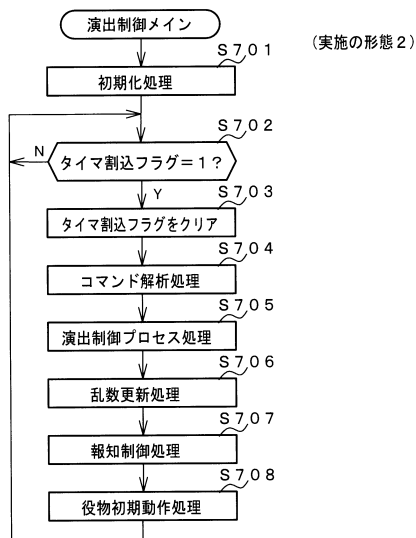 演出制御メイン
（実施の形態２）
Ｓ７０１
初期化処理
Ｓ７０２
Ｎ
タイマ割込フラグ＝１？
Ｙ
Ｓ７０３
タイマ割込フラグをクリア
Ｓ７０４
コマンド解析処理
Ｓ７０５
演出制御プロセス処理
Ｓ７０６
乱数更新処理
Ｓ７０７
報知制御処理
Ｓ７０８
役物初期動作処理